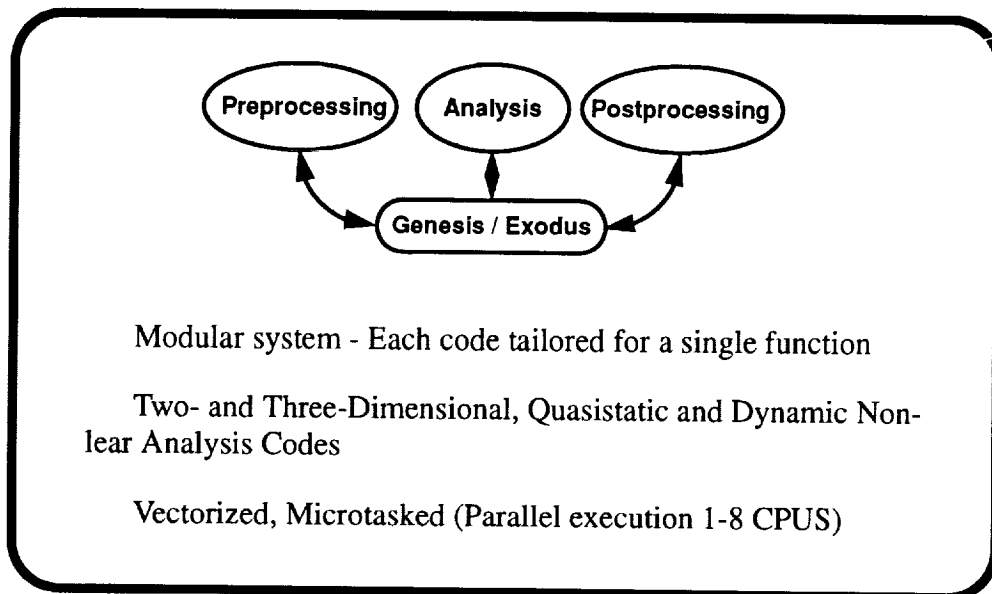 Preprocessing
Analysis
Postprocessing
Genesis / Exodus
Modular system - Each code tailored for a single function
Two- and Three-Dimensional, Quasistatic and Dynamic Non-
lear Analysis Codes
Vectorized, Microtasked (Parallel execution 1-8 CPUS)